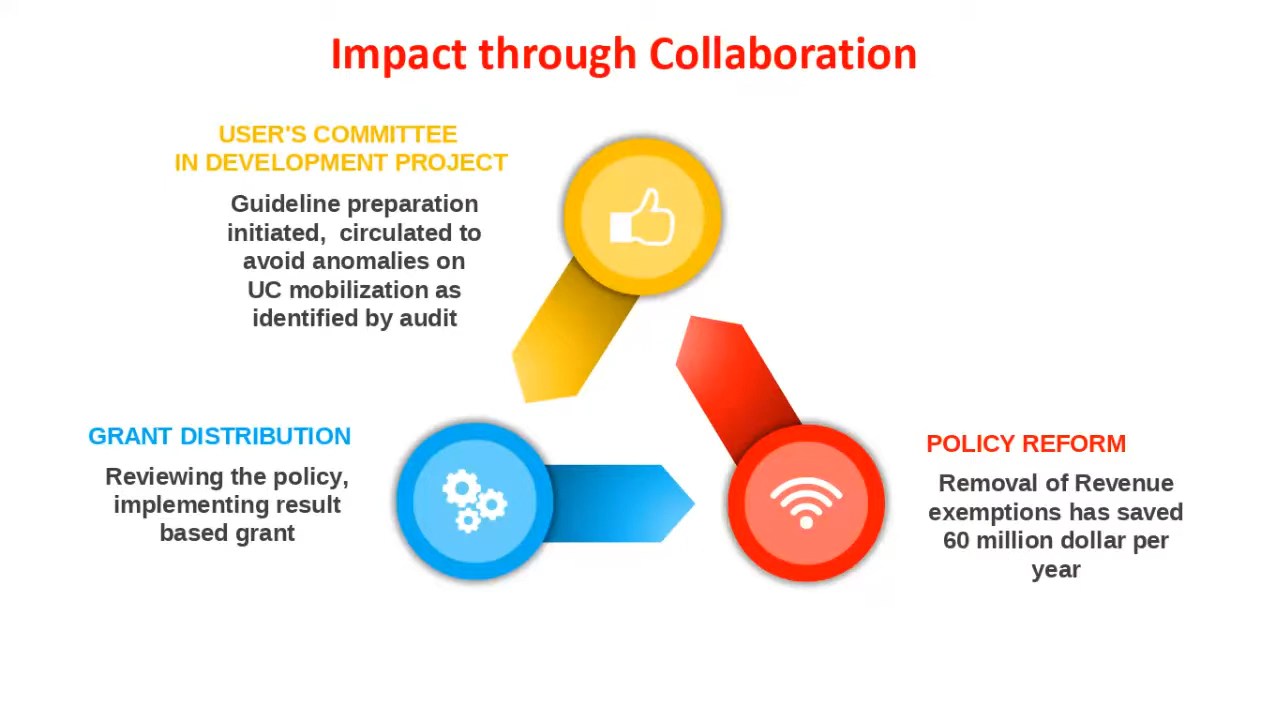 Impact through Collaboration
USER'S COMMITTEE
IN DEVELOPMENT PROJECT
Guideline preparation
initiated,  circulated to
avoid anomalies on
UC mobilization as
identified by audit
GRANT DISTRIBUTION
Reviewing the policy,
implementing result
based grant
POLICY REFORM
Removal of Revenue
exemptions has saved
60 million dollar per
year